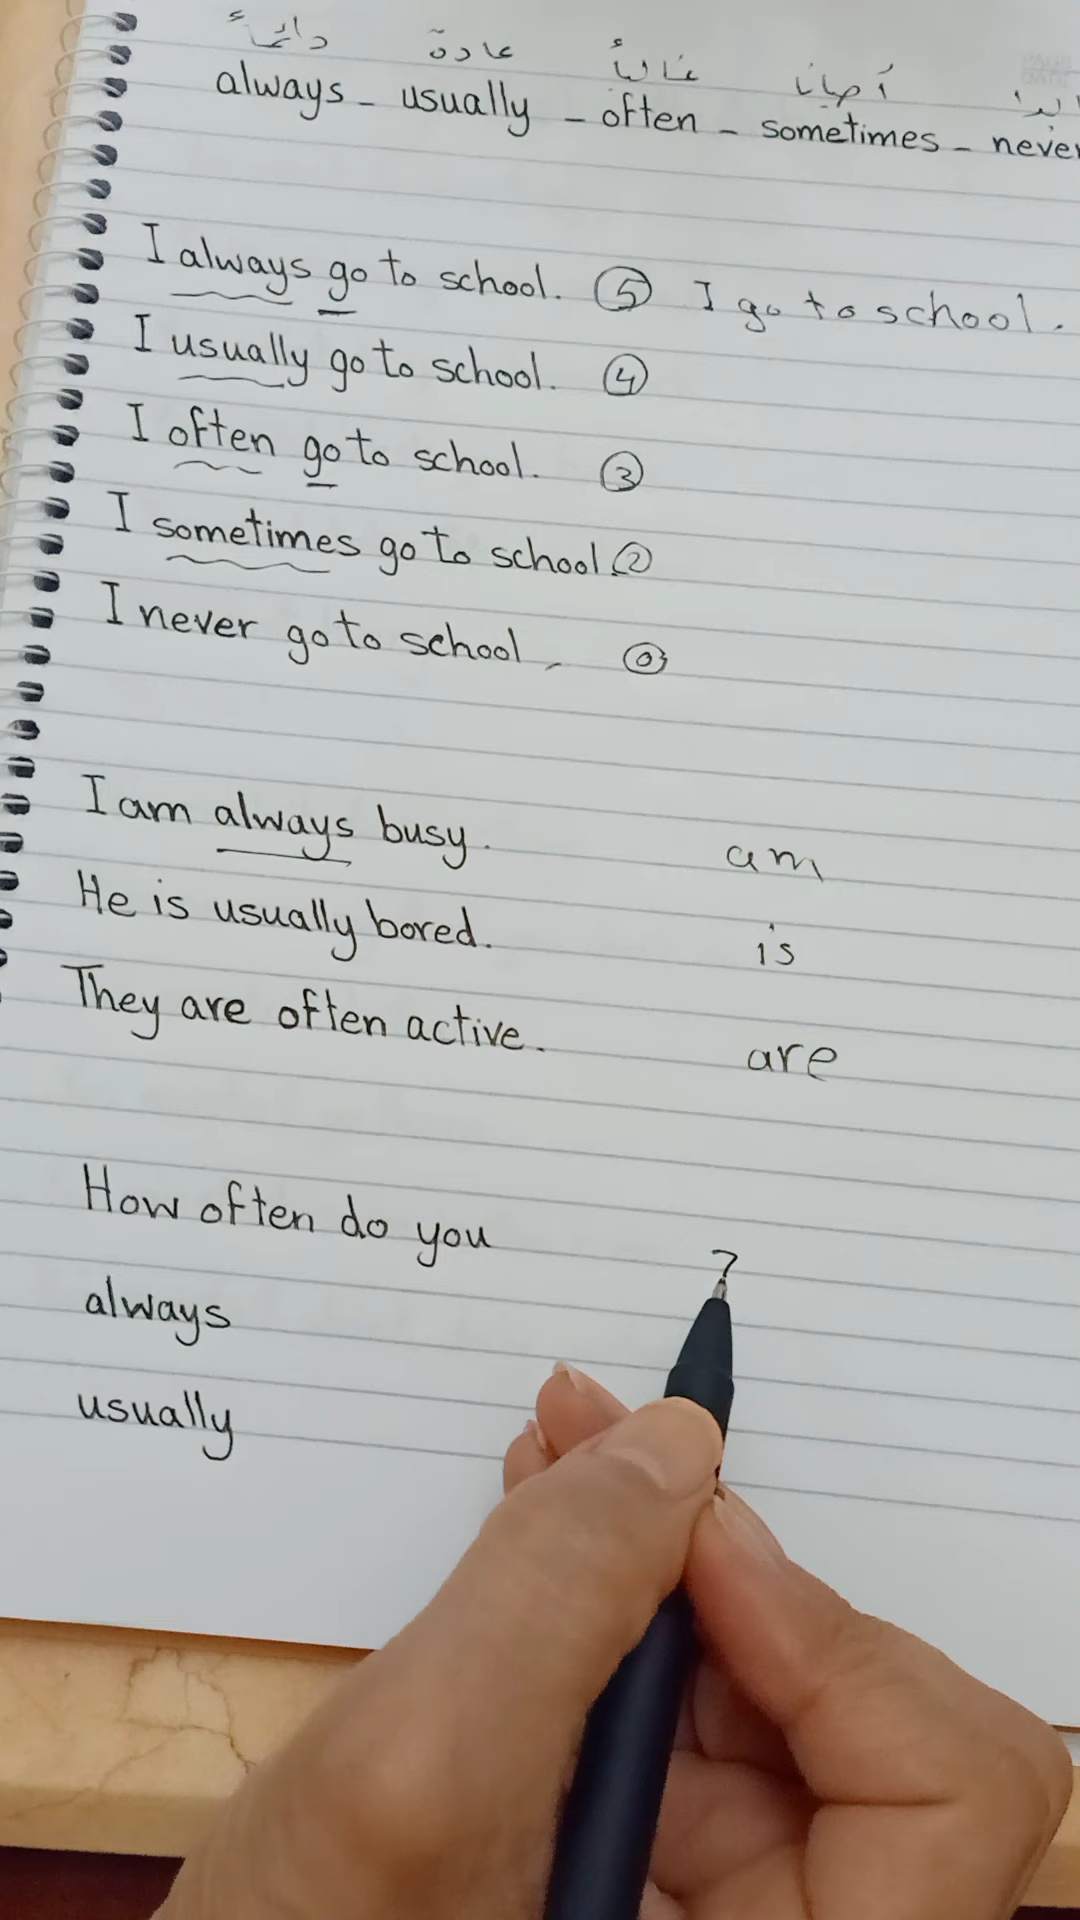 دائماً عادة غالباً أحيانا
always - usually - often - sometimes - never
I always go to school. ⑤ I go to school.
I usually go to school. ④
I often go to school. ③
I sometimes go to school. ②
I never go to school. ⓪
I am always busy. am
He is usually bored. is
They are often active. are
How often do you ?
always
usually